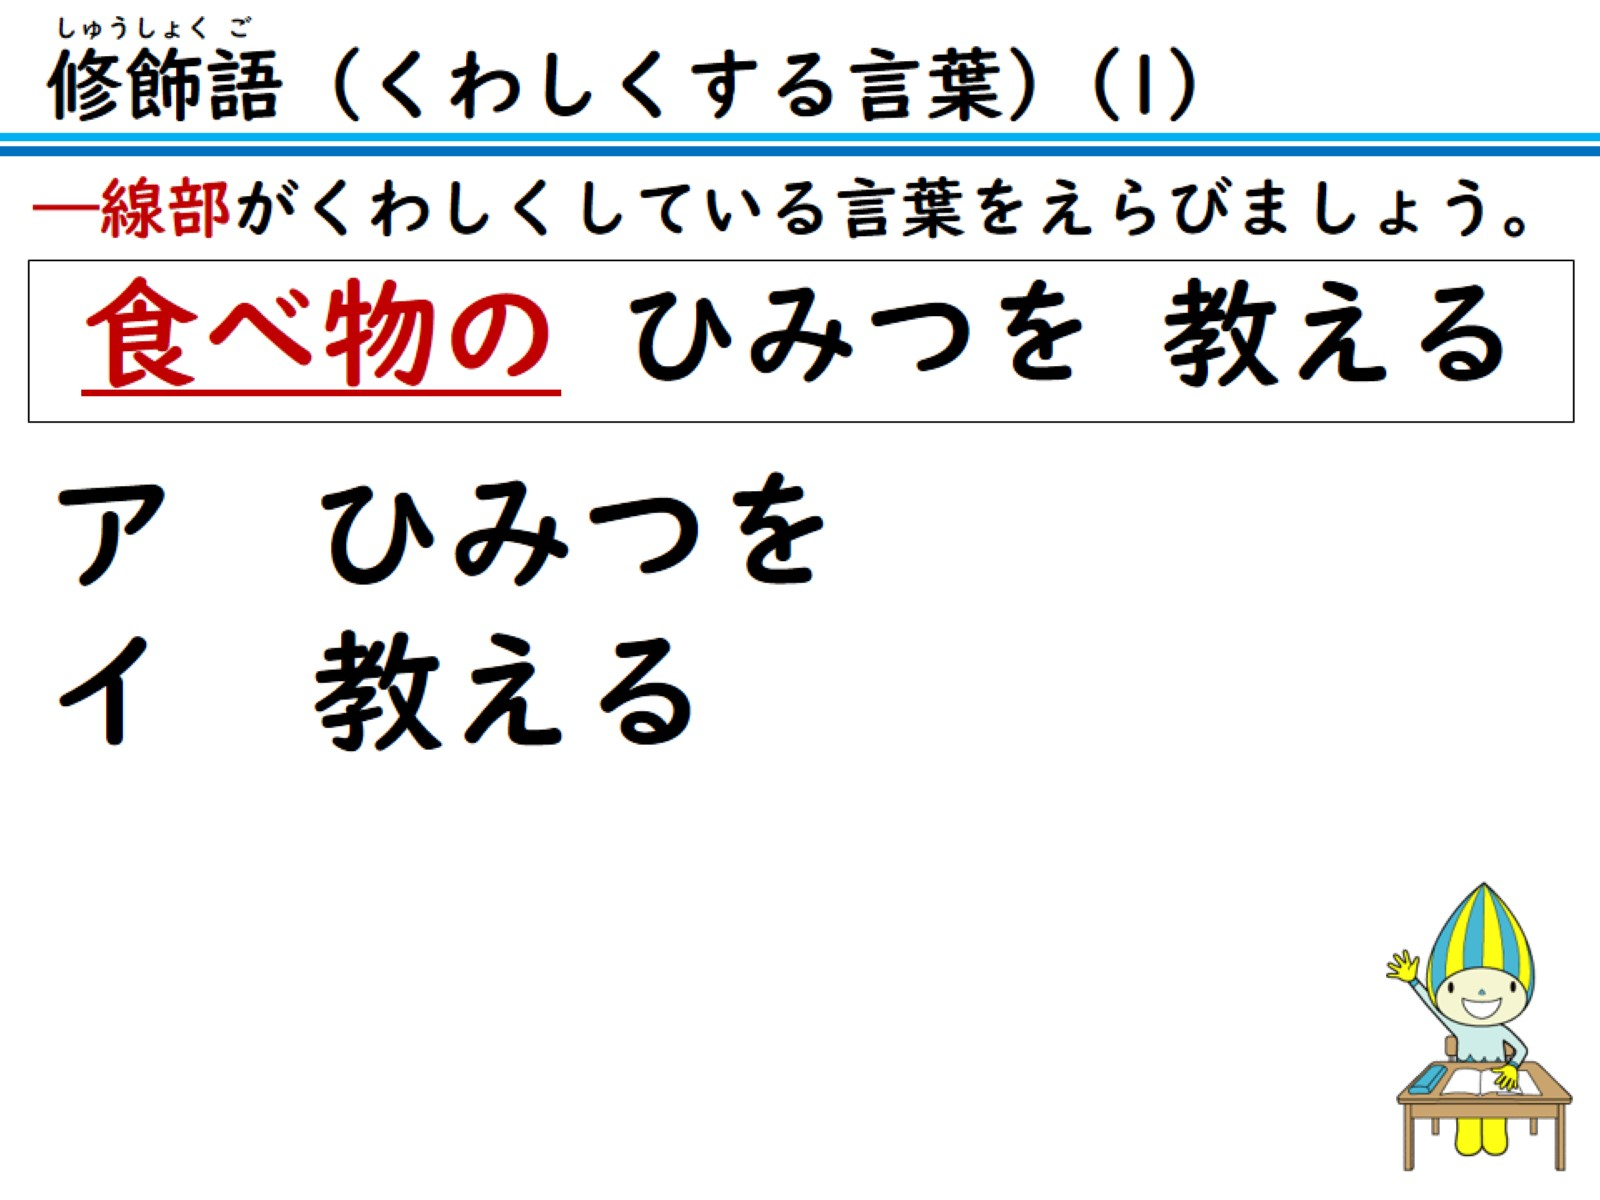 しゅうしょく ご
修飾語（くわしくする言葉）（1）
―線部がくわしくしている言葉をえらびましょう。
食べ物の ひみつを 教える
ア ひみつを
イ 教える